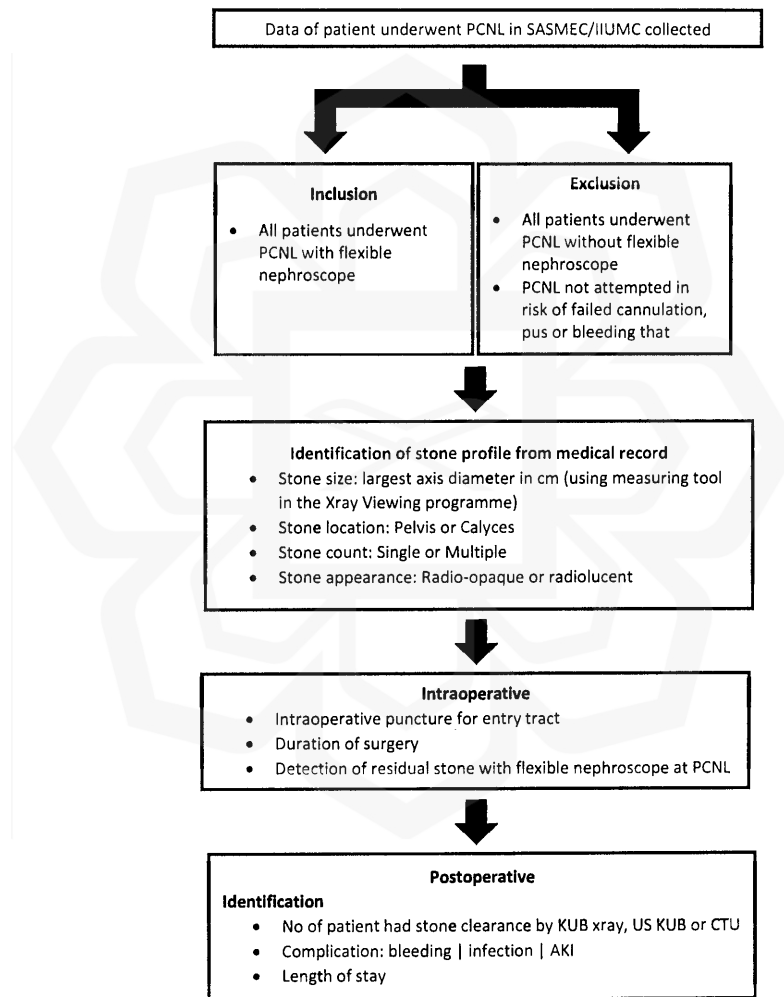 Data of patient underwent PCNL in SASMEC/IIUMC collected
Inclusion
• All patients underwent
PCNL with flexible
nephroscope
Exclusion
• All patients underwent
PCNL without flexible
nephroscope
• PCNL not attempted in
risk of failed cannulation,
pus or bleeding that
Identification of stone profile from medical record
• Stone size: largest axis diameter in cm (using measuring tool
in the Xray Viewing programme)
• Stone location: Pelvis or Calyces
• Stone count: Single or Multiple
• Stone appearance: Radio-opaque or radiolucent
Intraoperative
• Intraoperative puncture for entry tract
• Duration of surgery
• Detection of residual stone with flexible nephroscope at PCNL
Postoperative
Identification
• No of patient had stone clearance by KUB xray, US KUB or CTU
• Complication: bleeding | infection | AKI
• Length of stay